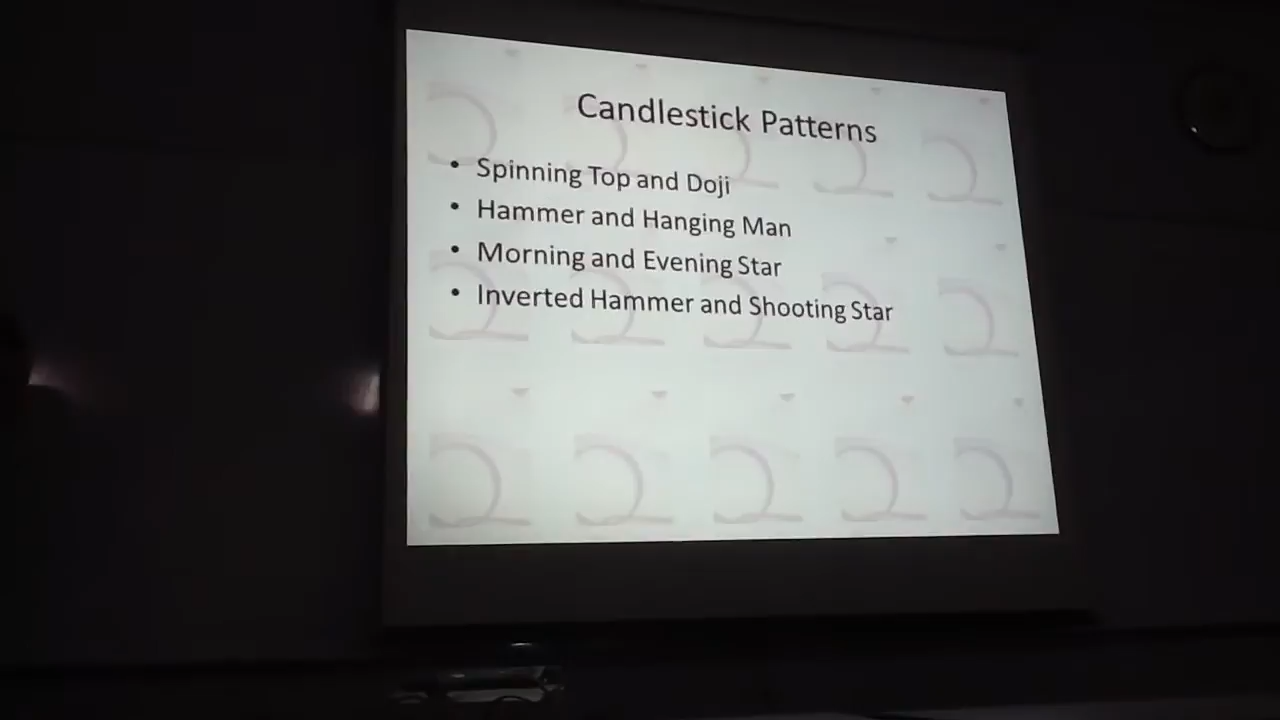 Candlestick Patterns
• Spinning Top and Doji
• Hammer and Hanging Man
• Morning and Evening Star
• Inverted Hammer and Shooting Star